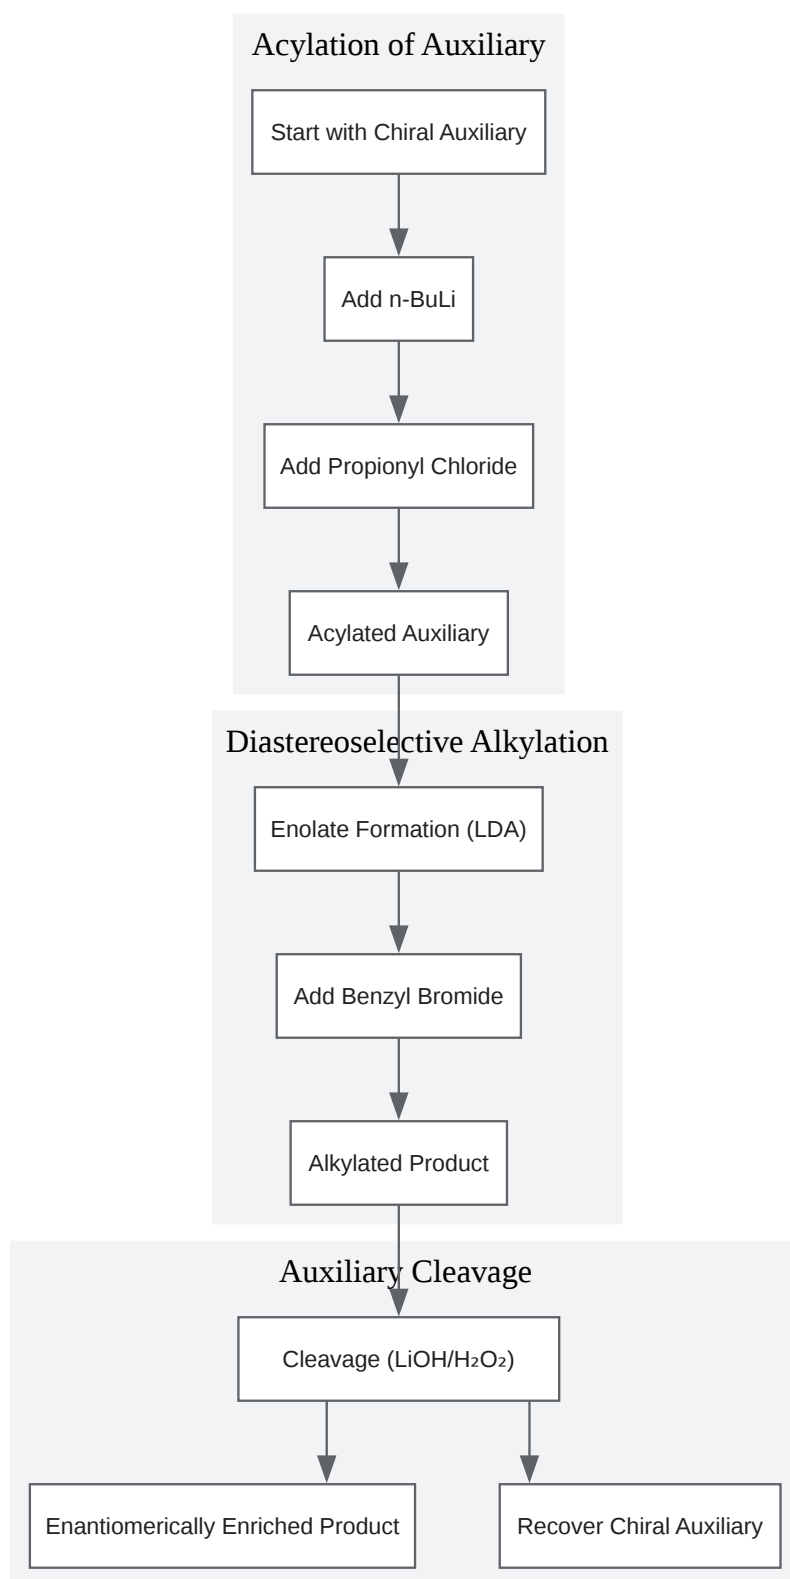 Acylation of Auxiliary
Start with Chiral Auxiliary
Add n-BuLi
Add Propionyl Chloride
Acylated Auxiliary
Diastereoselective Alkylation
Enolate Formation (LDA)
Add Benzyl Bromide
Alkylated Product
Auxiliary Cleavage
Cleavage (LiOH/H₂O₂)
Enantiomerically Enriched Product
Recover Chiral Auxiliary